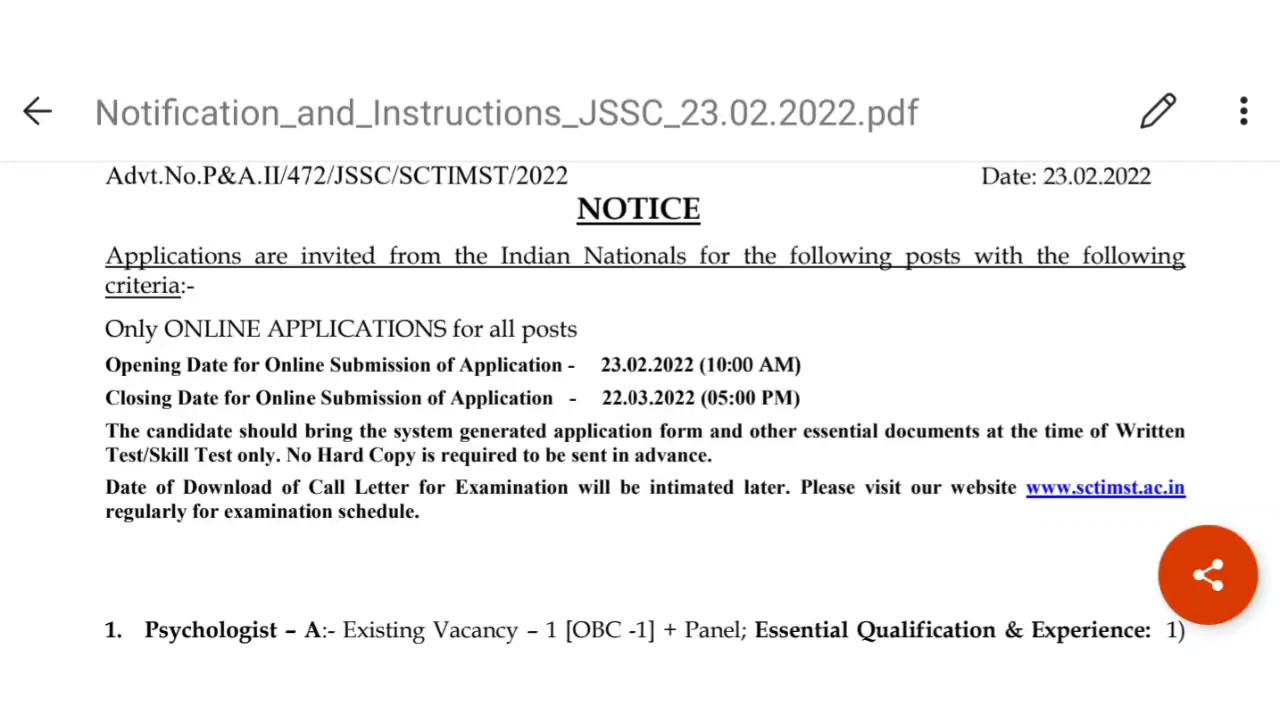 Notification_and_Instructions_JSSC_23.02.2022.pdf
Advt.No.P&A.II/472/JSSC/SCTIMST/2022 Date: 23.02.2022
NOTICE
Applications are invited from the Indian Nationals for the following posts with the following
criteria:-
Only ONLINE APPLICATIONS for all posts
Opening Date for Online Submission of Application - 23.02.2022 (10:00 AM)
Closing Date for Online Submission of Application - 22.03.2022 (05:00 PM)
The candidate should bring the system generated application form and other essential documents at the time of Written
Test/Skill Test only. No Hard Copy is required to be sent in advance.
Date of Download of Call Letter for Examination will be intimated later. Please visit our website www.sctimst.ac.in
regularly for examination schedule.
1. Psychologist – A:- Existing Vacancy – 1 [OBC -1] + Panel; Essential Qualification & Experience: 1)